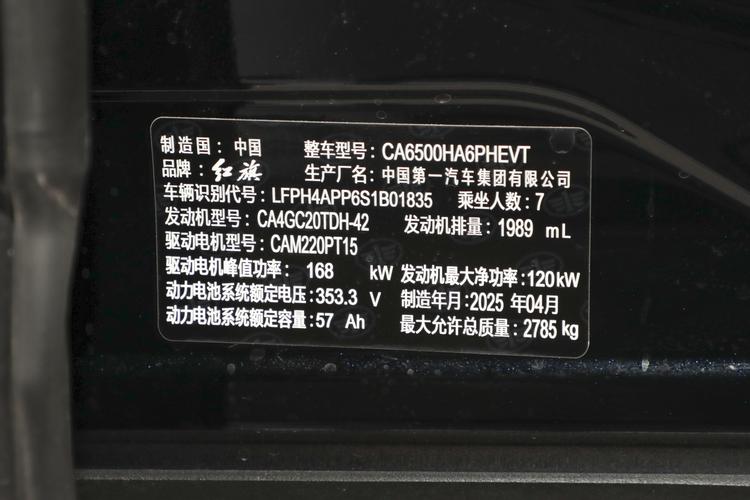 制造国：中国 整车型号：CA6500HA6PHEVT
品牌：红旗 生产厂名：中国第一汽车集团有限公司
车辆识别代号：LFPH4APP6S1B01835 乘坐人数：7
发动机型号：CA4GC20TDH-42 发动机排量：1989 mL
驱动电机型号：CAM220PT15
驱动电机峰值功率： 168 kW 发动机最大净功率：120kW
动力电池系统额定电压：353.3 V 制造年月：2025 年04月
动力电池系统额定容量：57 Ah 最大允许总质量：2785 kg